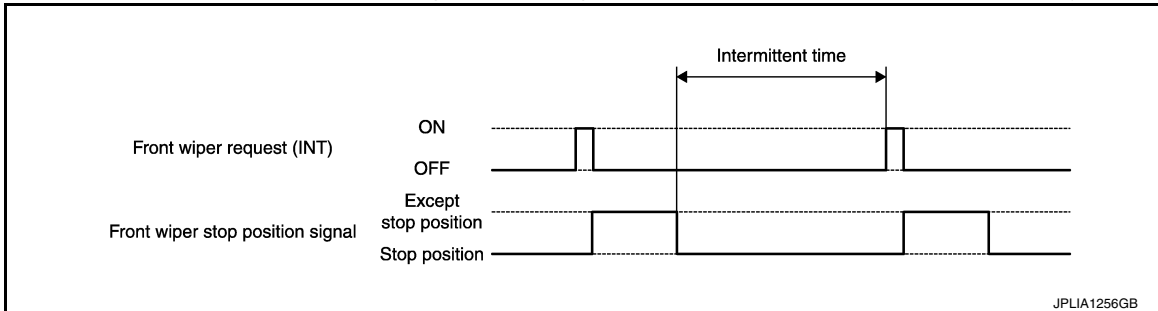 Intermittent time
ON
Front wiper request (INT)
OFF
Except
stop position
Front wiper stop position signal
Stop position
JPLIA1256GB